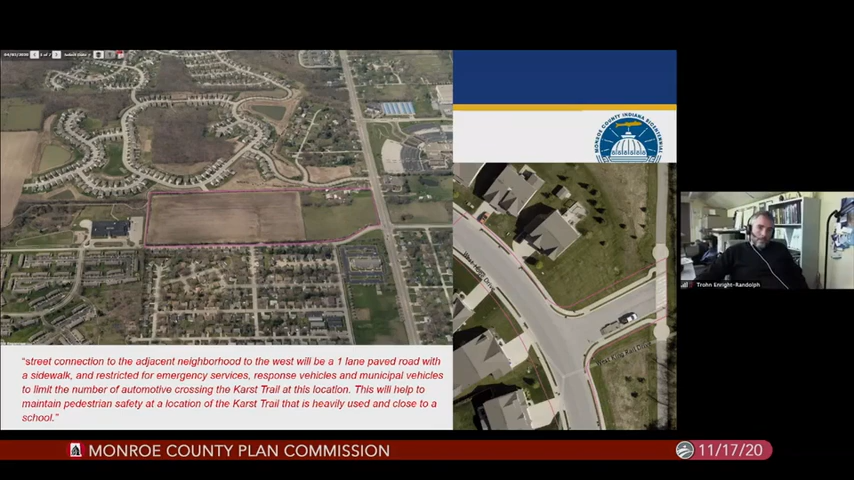 MONROE COUNTY INDIANA BICENTENNIAL
Trohn Enright-Randolph
"street connection to the adjacent neighborhood to the west will be a 1 lane paved road with
a sidewalk, and restricted for emergency services, response vehicles and municipal vehicles
to limit the number of automotive crossing the Karst Trail at this location. This will help to
maintain pedestrian safety at a location of the Karst Trail that is heavily used and close to a
school."
MONROE COUNTY PLAN COMMISSION
11/17/20